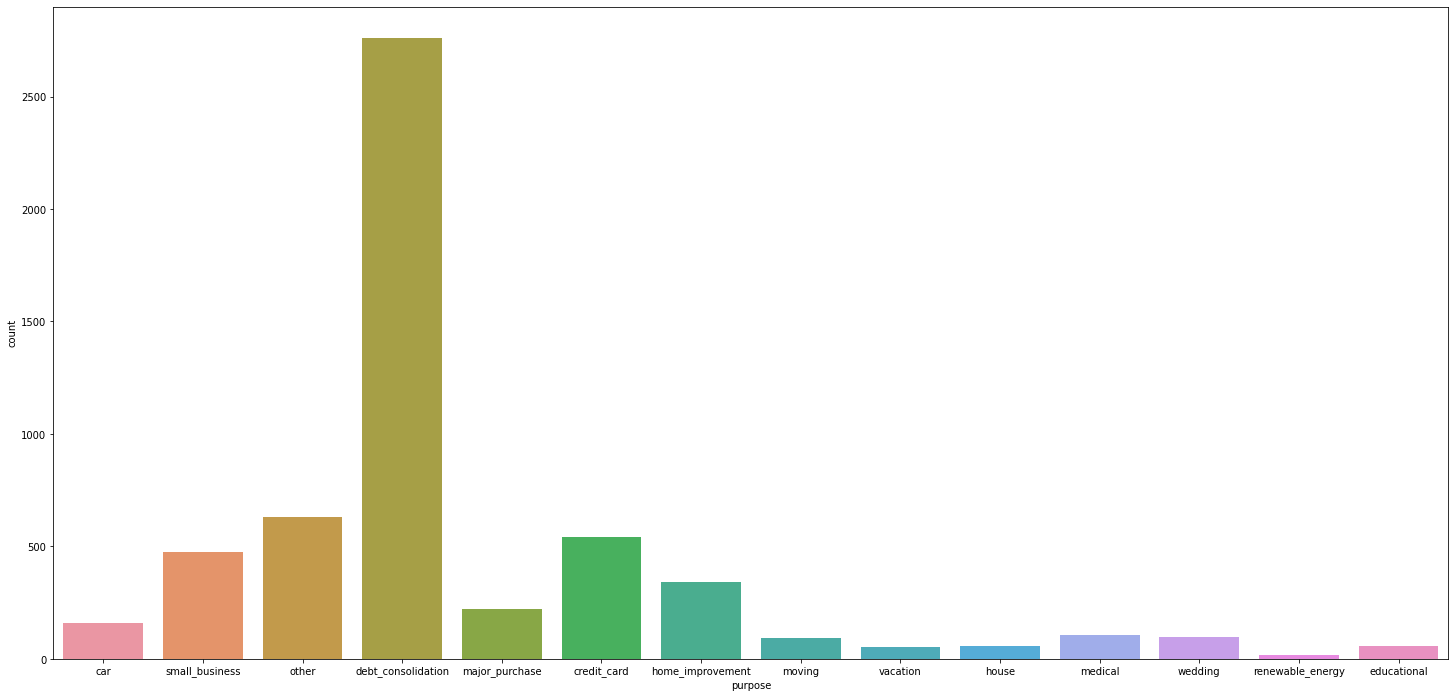 2500
2000
1500
1000
500
0
count
car small_business other debt_consolidation major_purchase credit_card home_improvement moving vacation house medical wedding renewable_energy educational
purpose